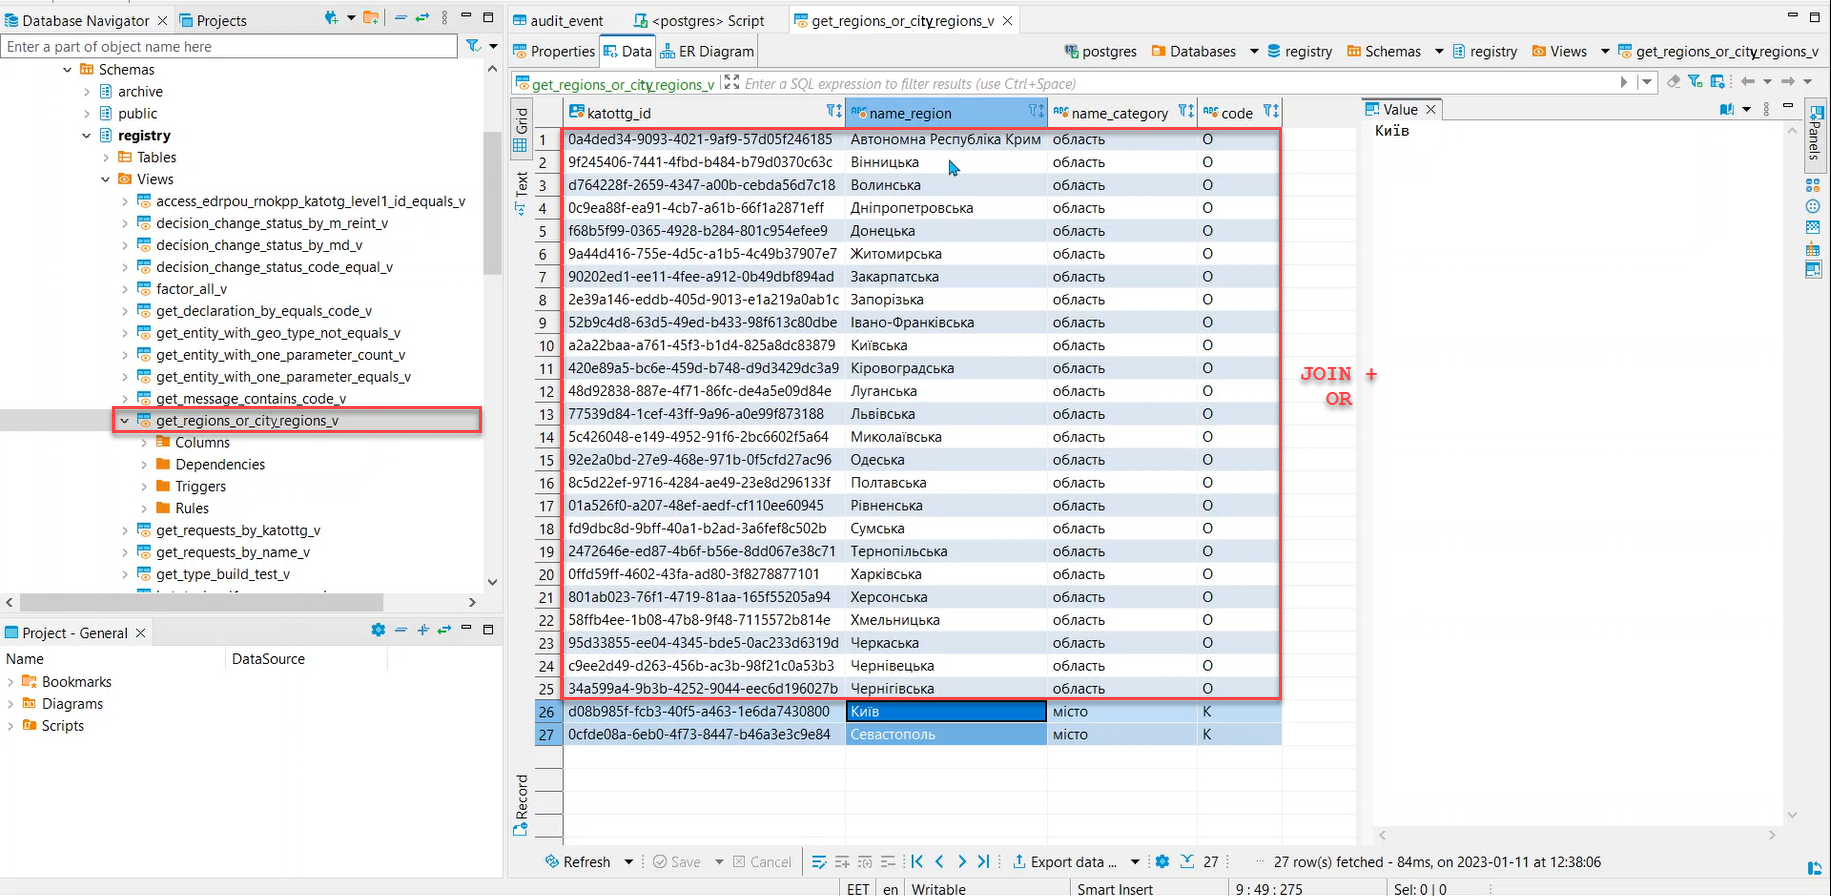 Database Navigator
Projects
Enter a part of object name here
Schemas
archive
public
registry
Tables
Views
access_edrpou_rnokpp_katotg_level1_id_equals_v
decision_change_status_by_m_reint_v
decision_change_status_by_md_v
decision_change_status_code_equal_v
factor_all_v
get_declaration_by_equals_code_v
get_entity_with_geo_type_not_equals_v
get_entity_with_one_parameter_count_v
get_entity_with_one_parameter_equals_v
get_message_contains_code_v
get_regions_or_city_regions_v
Columns
Dependencies
Triggers
Rules
get_requests_by_katottg_v
get_requests_by_name_v
get_type_build_test_v
Project - General
Name DataSource
Bookmarks
Diagrams
Scripts
audit_event
<postgres> Script
get_regions_or_city_regions_v
Properties Data ER Diagram
postgres Databases registry Schemas registry Views get_regions_or_city_regions_v
get_regions_or_city_regions_v Enter a SQL expression to filter results (use Ctrl+Space)
Grid
Text
Record
katottg_id name_region name_category code
1 0a4ded34-9093-4021-9af9-57d05f246185 Автономна Республіка Крим область О
2 9f245406-7441-4fbd-b484-b79d0370c63c Вінницька область О
3 d764228f-2659-4347-a00b-cebda56d7c18 Волинська область О
4 0c9ea88f-ea91-4cb7-a61b-66f1a2871eff Дніпропетровська область О
5 f68b5f99-0365-4928-b284-801c954efee9 Донецька область О
6 9a44d416-755e-4d5c-a1b5-4c49b37907e7 Житомирська область О
7 90202ed1-ee11-4fee-a912-0b49dbf894ad Закарпатська область О
8 2e39a146-eddb-405d-9013-e1a219a0ab1c Запорізька область О
9 52b9c4d8-63d5-49ed-b433-98f613c80dbe Івано-Франківська область О
10 a2a22baa-a761-45f3-b1d4-825a8dc83879 Київська область О
11 420e89a5-bc6e-459d-b748-d9d3429dc3a9 Кіровоградська область О
12 48d92838-887e-4f71-86fc-de4a5e09d84e Луганська область О
13 77539d84-1cef-43ff-9a96-a0e99f873188 Львівська область О
14 5c426048-e149-4952-91f6-2bc6602f5a64 Миколаївська область О
15 92e2a0bd-27e9-468e-971b-0f5cfd27ac96 Одеська область О
16 8c5d22ef-9716-4284-ae49-23e8d296133f Полтавська область О
17 01a526f0-a207-48ef-aedf-cf110ee60945 Рівненська область О
18 fd9dbc8d-9bff-40a1-b2ad-3a6fef8c502b Сумська область О
19 2472646e-ed87-4b6f-b56e-8dd067e38c71 Тернопільська область О
20 0ffd59ff-4602-43fa-ad80-3f8278877101 Харківська область О
21 801ab023-76f1-4719-81aa-165f55205a94 Херсонська область О
22 58ffb4ee-1b08-47b8-9f48-7115572b814e Хмельницька область О
23 95d33855-ee04-4345-bde5-0ac233d6319d Черкаська область О
24 c9ee2d49-d263-456b-ac3b-98f21c0a53b3 Чернівецька область О
25 34a599a4-9b3b-4252-9044-eec6d196027b Чернігівська область О
26 d08b985f-fcb3-40f5-a463-1e6da7430800 Київ місто К
27 0cfde08a-6eb0-4f73-8447-b46a3e3c9e84 Севастополь місто К
JOIN +
OR
Value
Київ
Panels
Refresh Save Cancel Export data ... 27 27 row(s) fetched - 84ms, on 2023-01-11 at 12:38:06
EET en Writable Smart Insert 9 : 49 : 275 Sel: 0 | 0